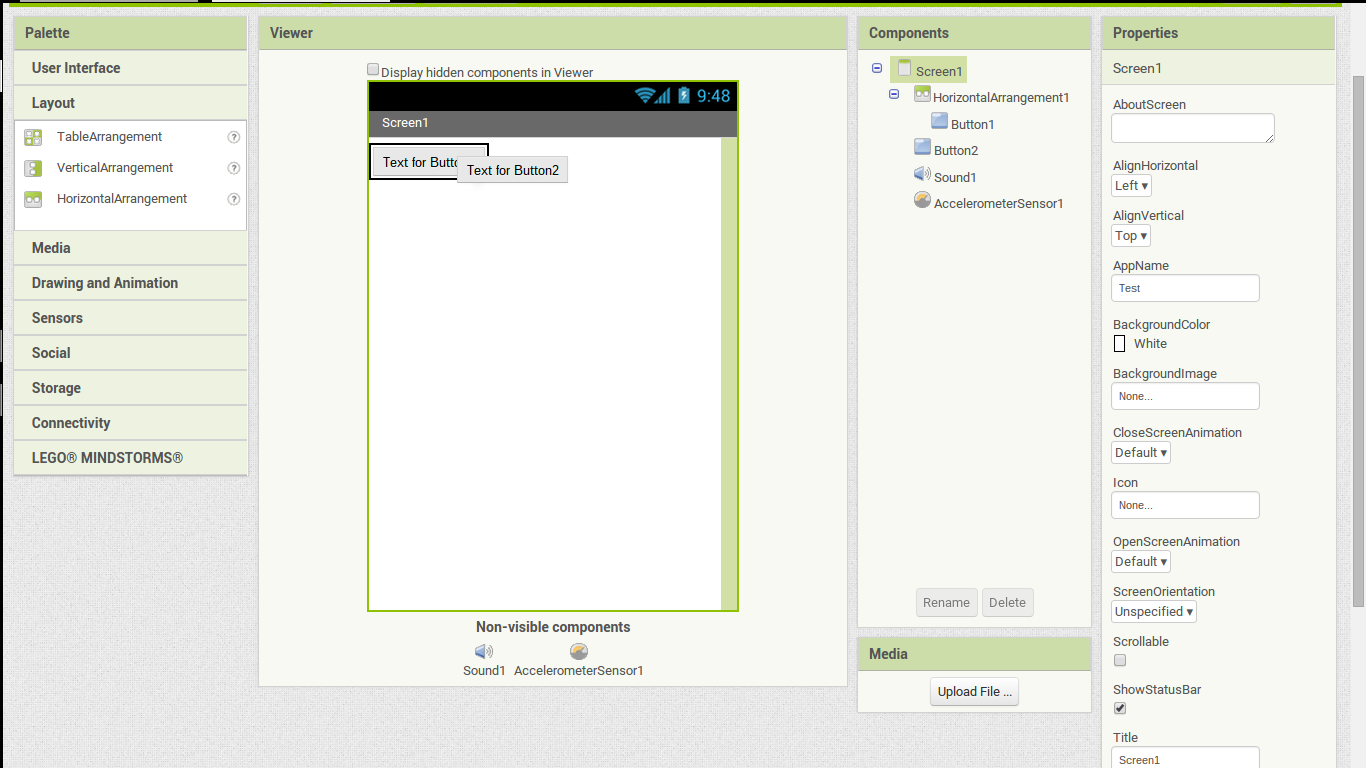 Palette
User Interface
Layout
TableArrangement ?
VerticalArrangement ?
HorizontalArrangement ?
Media
Drawing and Animation
Sensors
Social
Storage
Connectivity
LEGO® MINDSTORMS®
Viewer
Display hidden components in Viewer
9:48
Screen1
Text for Butto
Text for Button2
Non-visible components
Sound1 AccelerometerSensor1
Components
Screen1
HorizontalArrangement1
Button1
Button2
Sound1
AccelerometerSensor1
Rename Delete
Media
Upload File ...
Properties
Screen1
AboutScreen
AlignHorizontal
Left ▾
AlignVertical
Top ▾
AppName
Test
BackgroundColor
White
BackgroundImage
None...
CloseScreenAnimation
Default ▾
Icon
None...
OpenScreenAnimation
Default ▾
ScreenOrientation
Unspecified ▾
Scrollable
ShowStatusBar
Title
Screen1